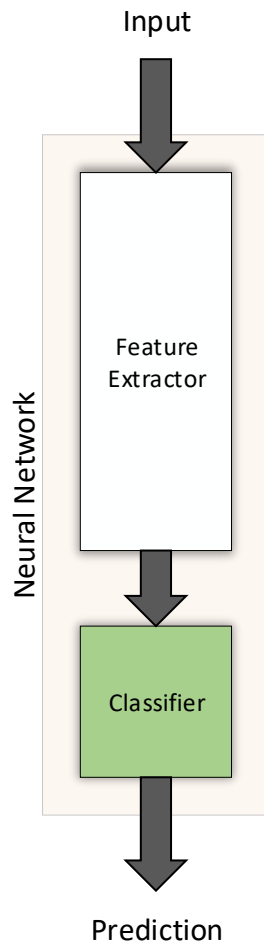 Input
Feature
Extractor
Neural Network
Classifier
Prediction